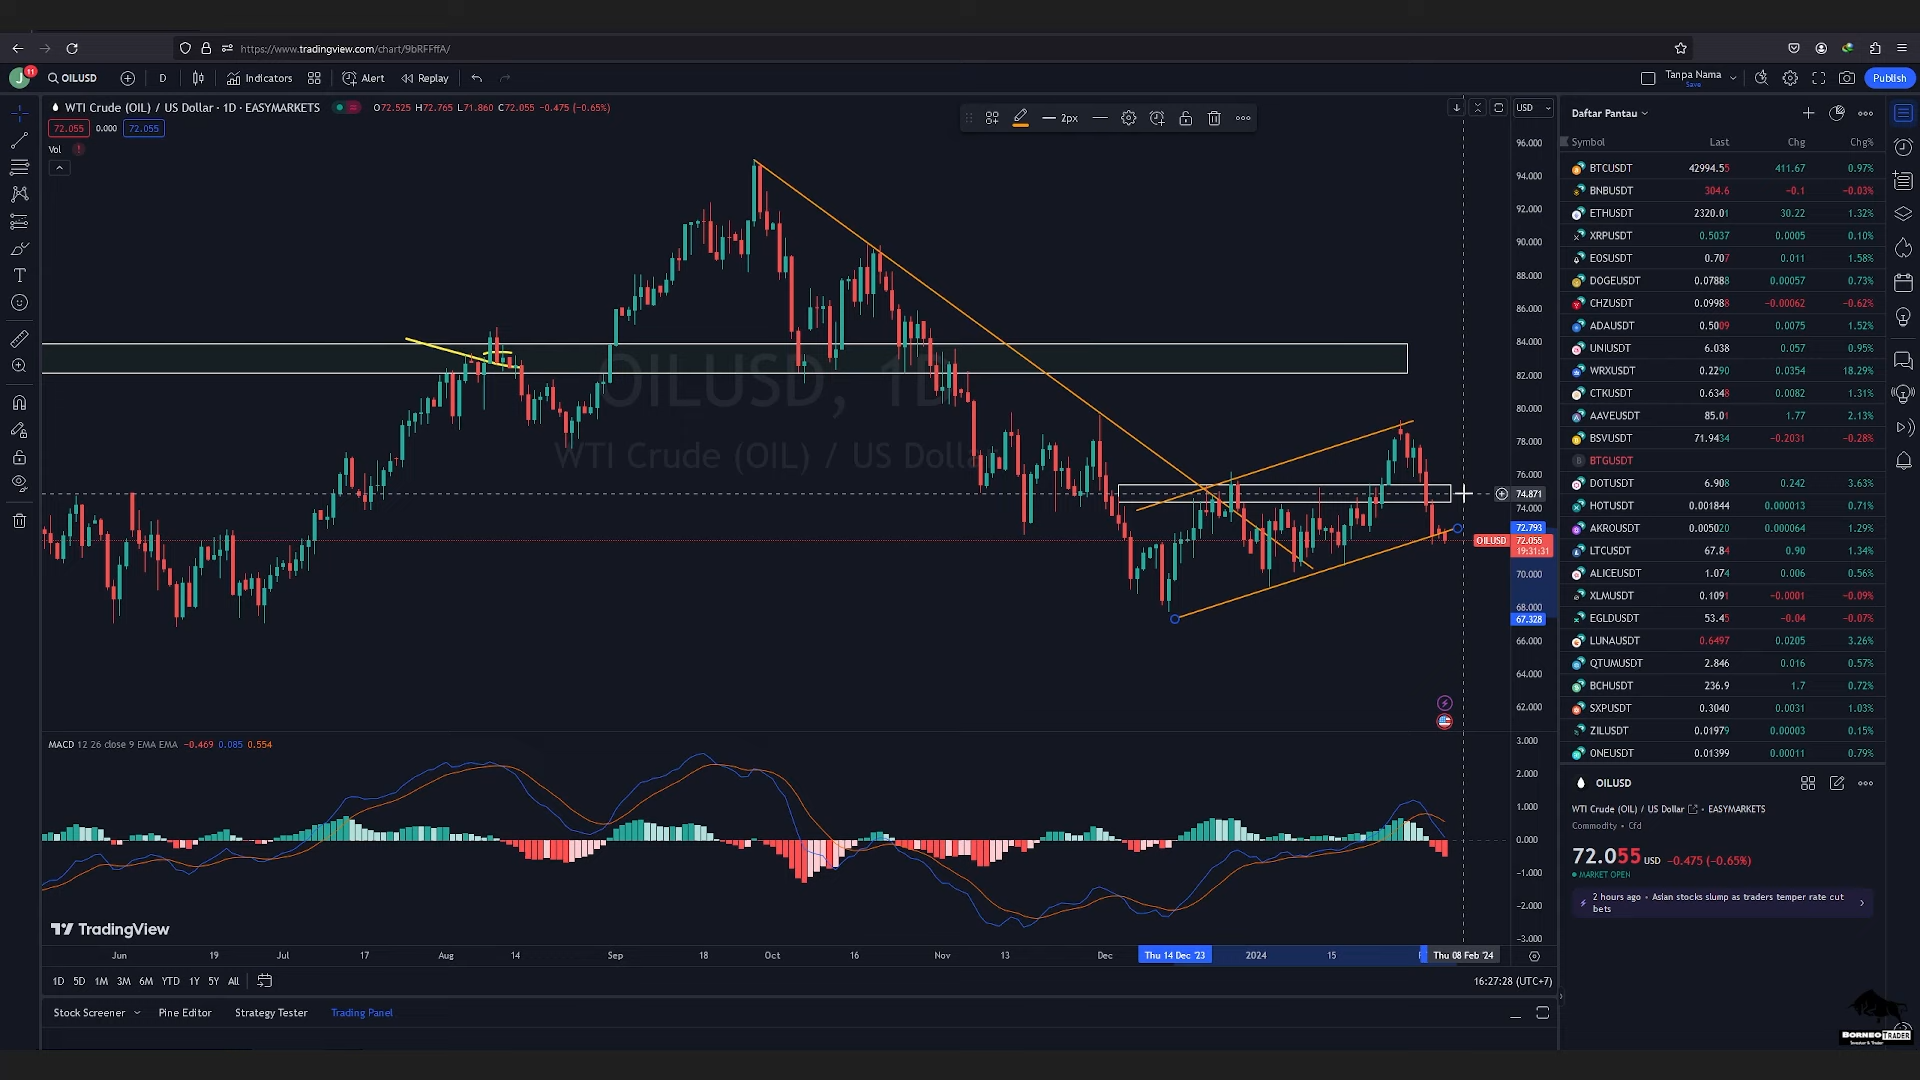 https://www.tradingview.com/chart/9bRFFffA/
J 11 OILUSD D Indicators Alert Replay Tanpa Nama Save Publish
WTI Crude (OIL) / US Dollar · 1D · EASYMARKETS O72.525 H72.765 L71.860 C72.055 −0.475 (−0.65%)
72.055 0.000 72.055
Vol
2px
USD
96.000
94.000
92.000
90.000
88.000
86.000
84.000
82.000
80.000
78.000
76.000
74.871
74.000
72.793
OILUSD 72.055
19:31:31
70.000
68.000
67.328
66.000
64.000
62.000
OILUSD, 1D
WTI Crude (OIL) / US Dolla
MACD 12 26 close 9 EMA EMA −0.469 0.085 0.554
3.000
2.000
1.000
0.000
−1.000
−2.000
−3.000
TradingView
Jun 19 Jul 17 Aug 14 Sep 18 Oct 16 Nov 13 Dec Thu 14 Dec '23 2024 15 Thu 08 Feb '24
1D 5D 1M 3M 6M YTD 1Y 5Y All 16:27:28 (UTC+7)
Stock Screener Pine Editor Strategy Tester Trading Panel
Daftar Pantau
Symbol Last Chg Chg%
BTCUSDT 42994.55 411.67 0.97%
BNBUSDT 304.6 −0.1 −0.03%
ETHUSDT 2320.01 30.22 1.32%
XRPUSDT 0.5037 0.0005 0.10%
EOSUSDT 0.707 0.011 1.58%
DOGEUSDT 0.07888 0.00057 0.73%
CHZUSDT 0.09988 −0.00062 −0.62%
ADAUSDT 0.5009 0.0075 1.52%
UNIUSDT 6.038 0.057 0.95%
WRXUSDT 0.2290 0.0354 18.29%
CTKUSDT 0.6348 0.0082 1.31%
AAVEUSDT 85.01 1.77 2.13%
BSVUSDT 71.9434 −0.2031 −0.28%
B BTGUSDT
DOTUSDT 6.908 0.242 3.63%
HOTUSDT 0.001844 0.000013 0.71%
AKROUSDT 0.005020 0.000064 1.29%
LTCUSDT 67.84 0.90 1.34%
ALICEUSDT 1.074 0.006 0.56%
XLMUSDT 0.1091 −0.0001 −0.09%
EGLDUSDT 53.45 −0.04 −0.07%
LUNAUSDT 0.6497 0.0205 3.26%
QTUMUSDT 2.846 0.016 0.57%
BCHUSDT 236.9 1.7 0.72%
SXPUSDT 0.3040 0.0031 1.03%
ZILUSDT 0.01979 0.00003 0.15%
ONEUSDT 0.01399 0.00011 0.79%
OILUSD
WTI Crude (OIL) / US Dollar • EASYMARKETS
Commodity • Cfd
72.055 USD −0.475 (−0.65%)
MARKET OPEN
2 hours ago • Asian stocks slump as traders temper rate cut
bets
BORNEO TRADER
Investor & Trader